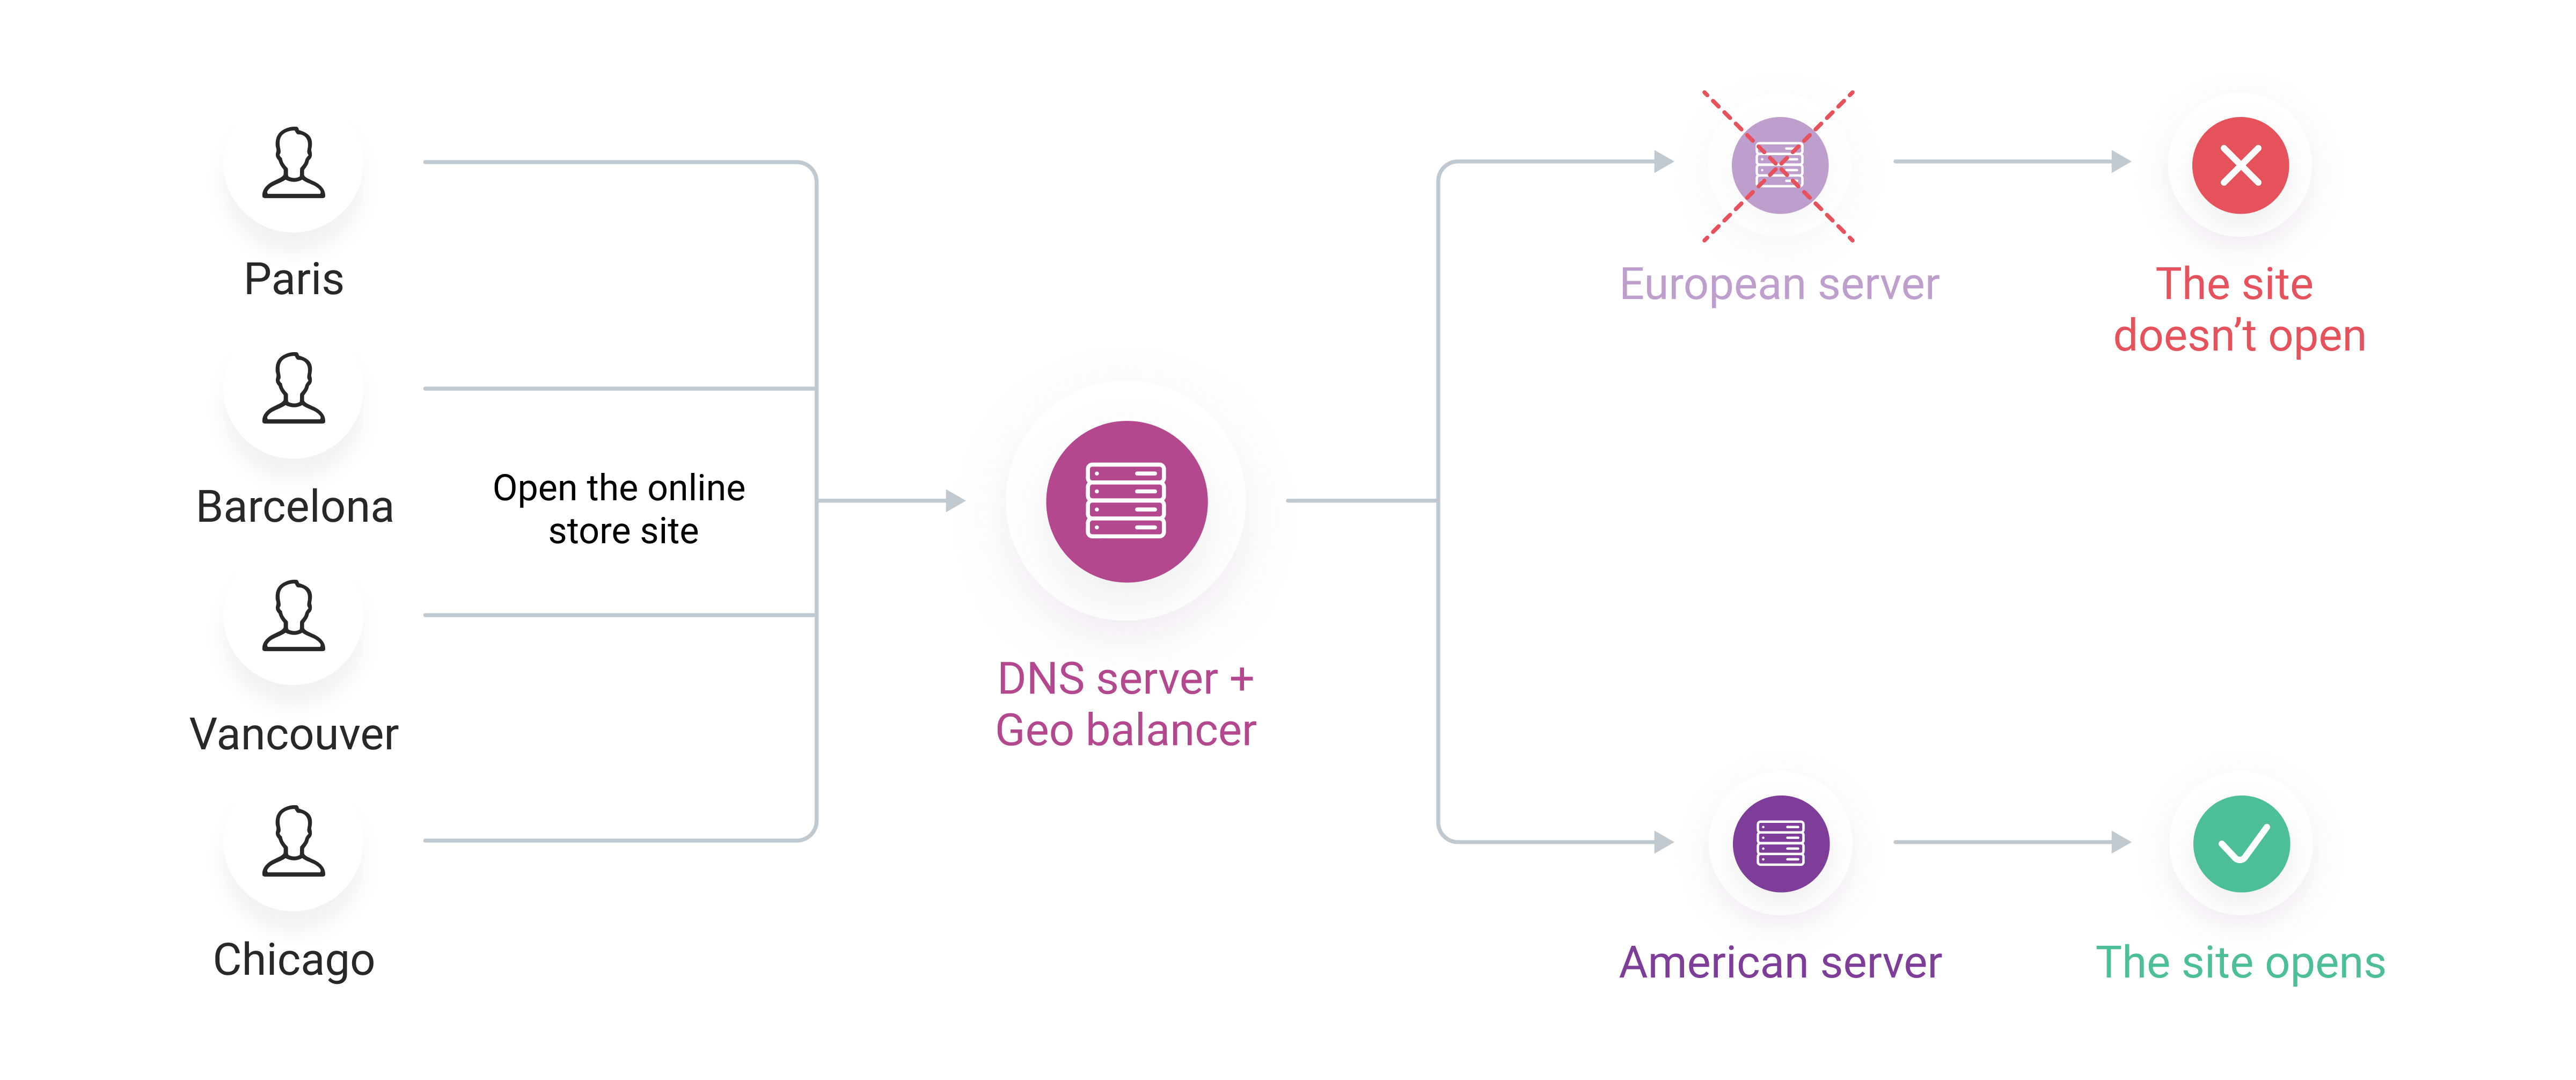 Paris
Barcelona
Vancouver
Chicago
Open the online
store site
DNS server +
Geo balancer
European server
The site
doesn’t open
American server
The site opens